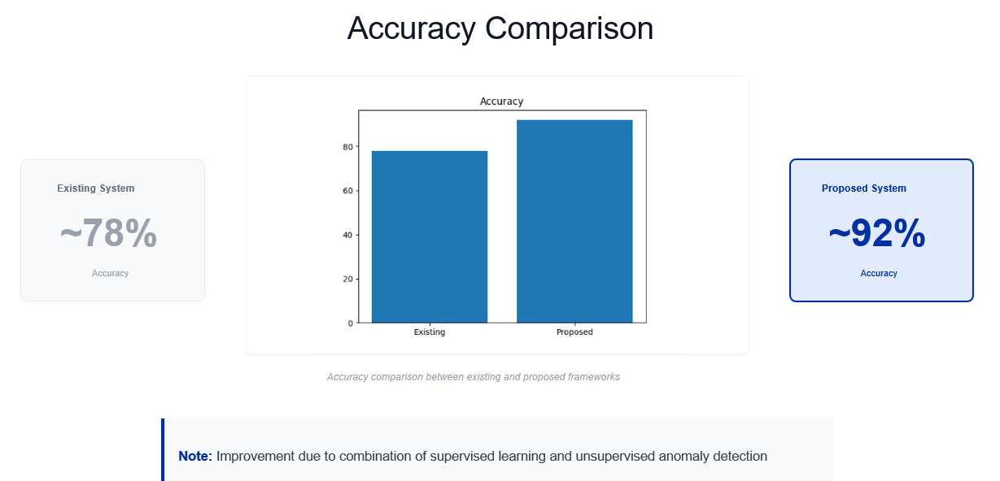 Accuracy Comparison
Existing System
~78%
Accuracy
Accuracy
80
60
40
20
0
Existing
Proposed
Proposed System
~92%
Accuracy
Accuracy comparison between existing and proposed frameworks
Note: Improvement due to combination of supervised learning and unsupervised anomaly detection